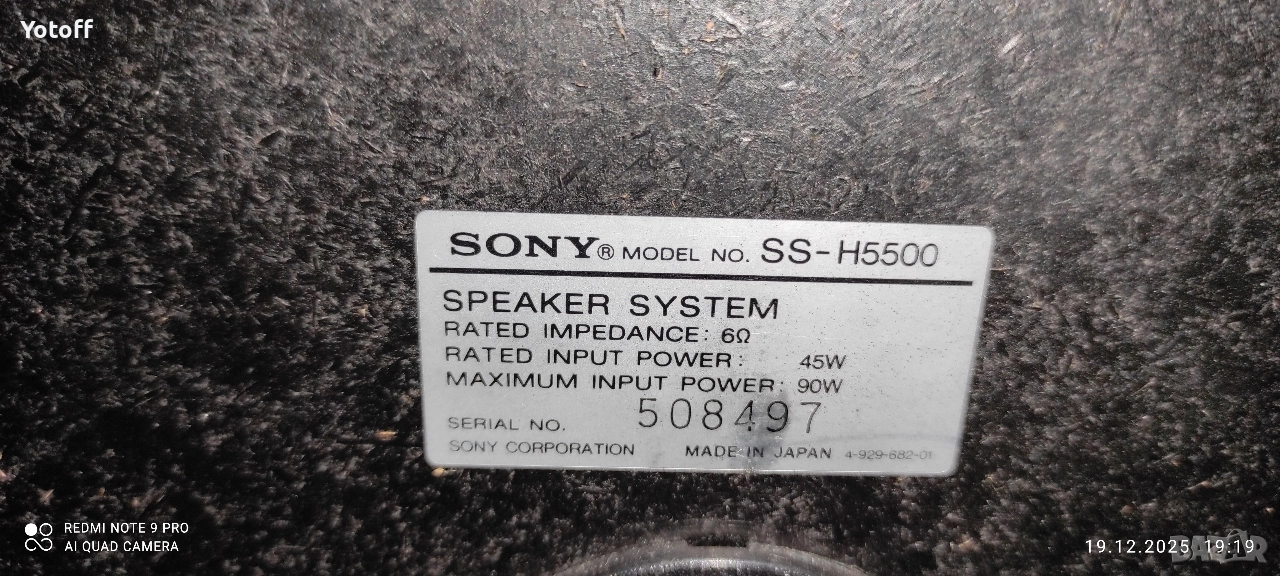 Yotoff
SONY® MODEL NO. SS-H5500
SPEAKER SYSTEM
RATED IMPEDANCE: 6Ω
RATED INPUT POWER: 45W
MAXIMUM INPUT POWER: 90W
SERIAL NO. 508497
SONY CORPORATION MADE IN JAPAN 4-929-682-01
REDMI NOTE 9 PRO
AI QUAD CAMERA
19.12.2025 19:19